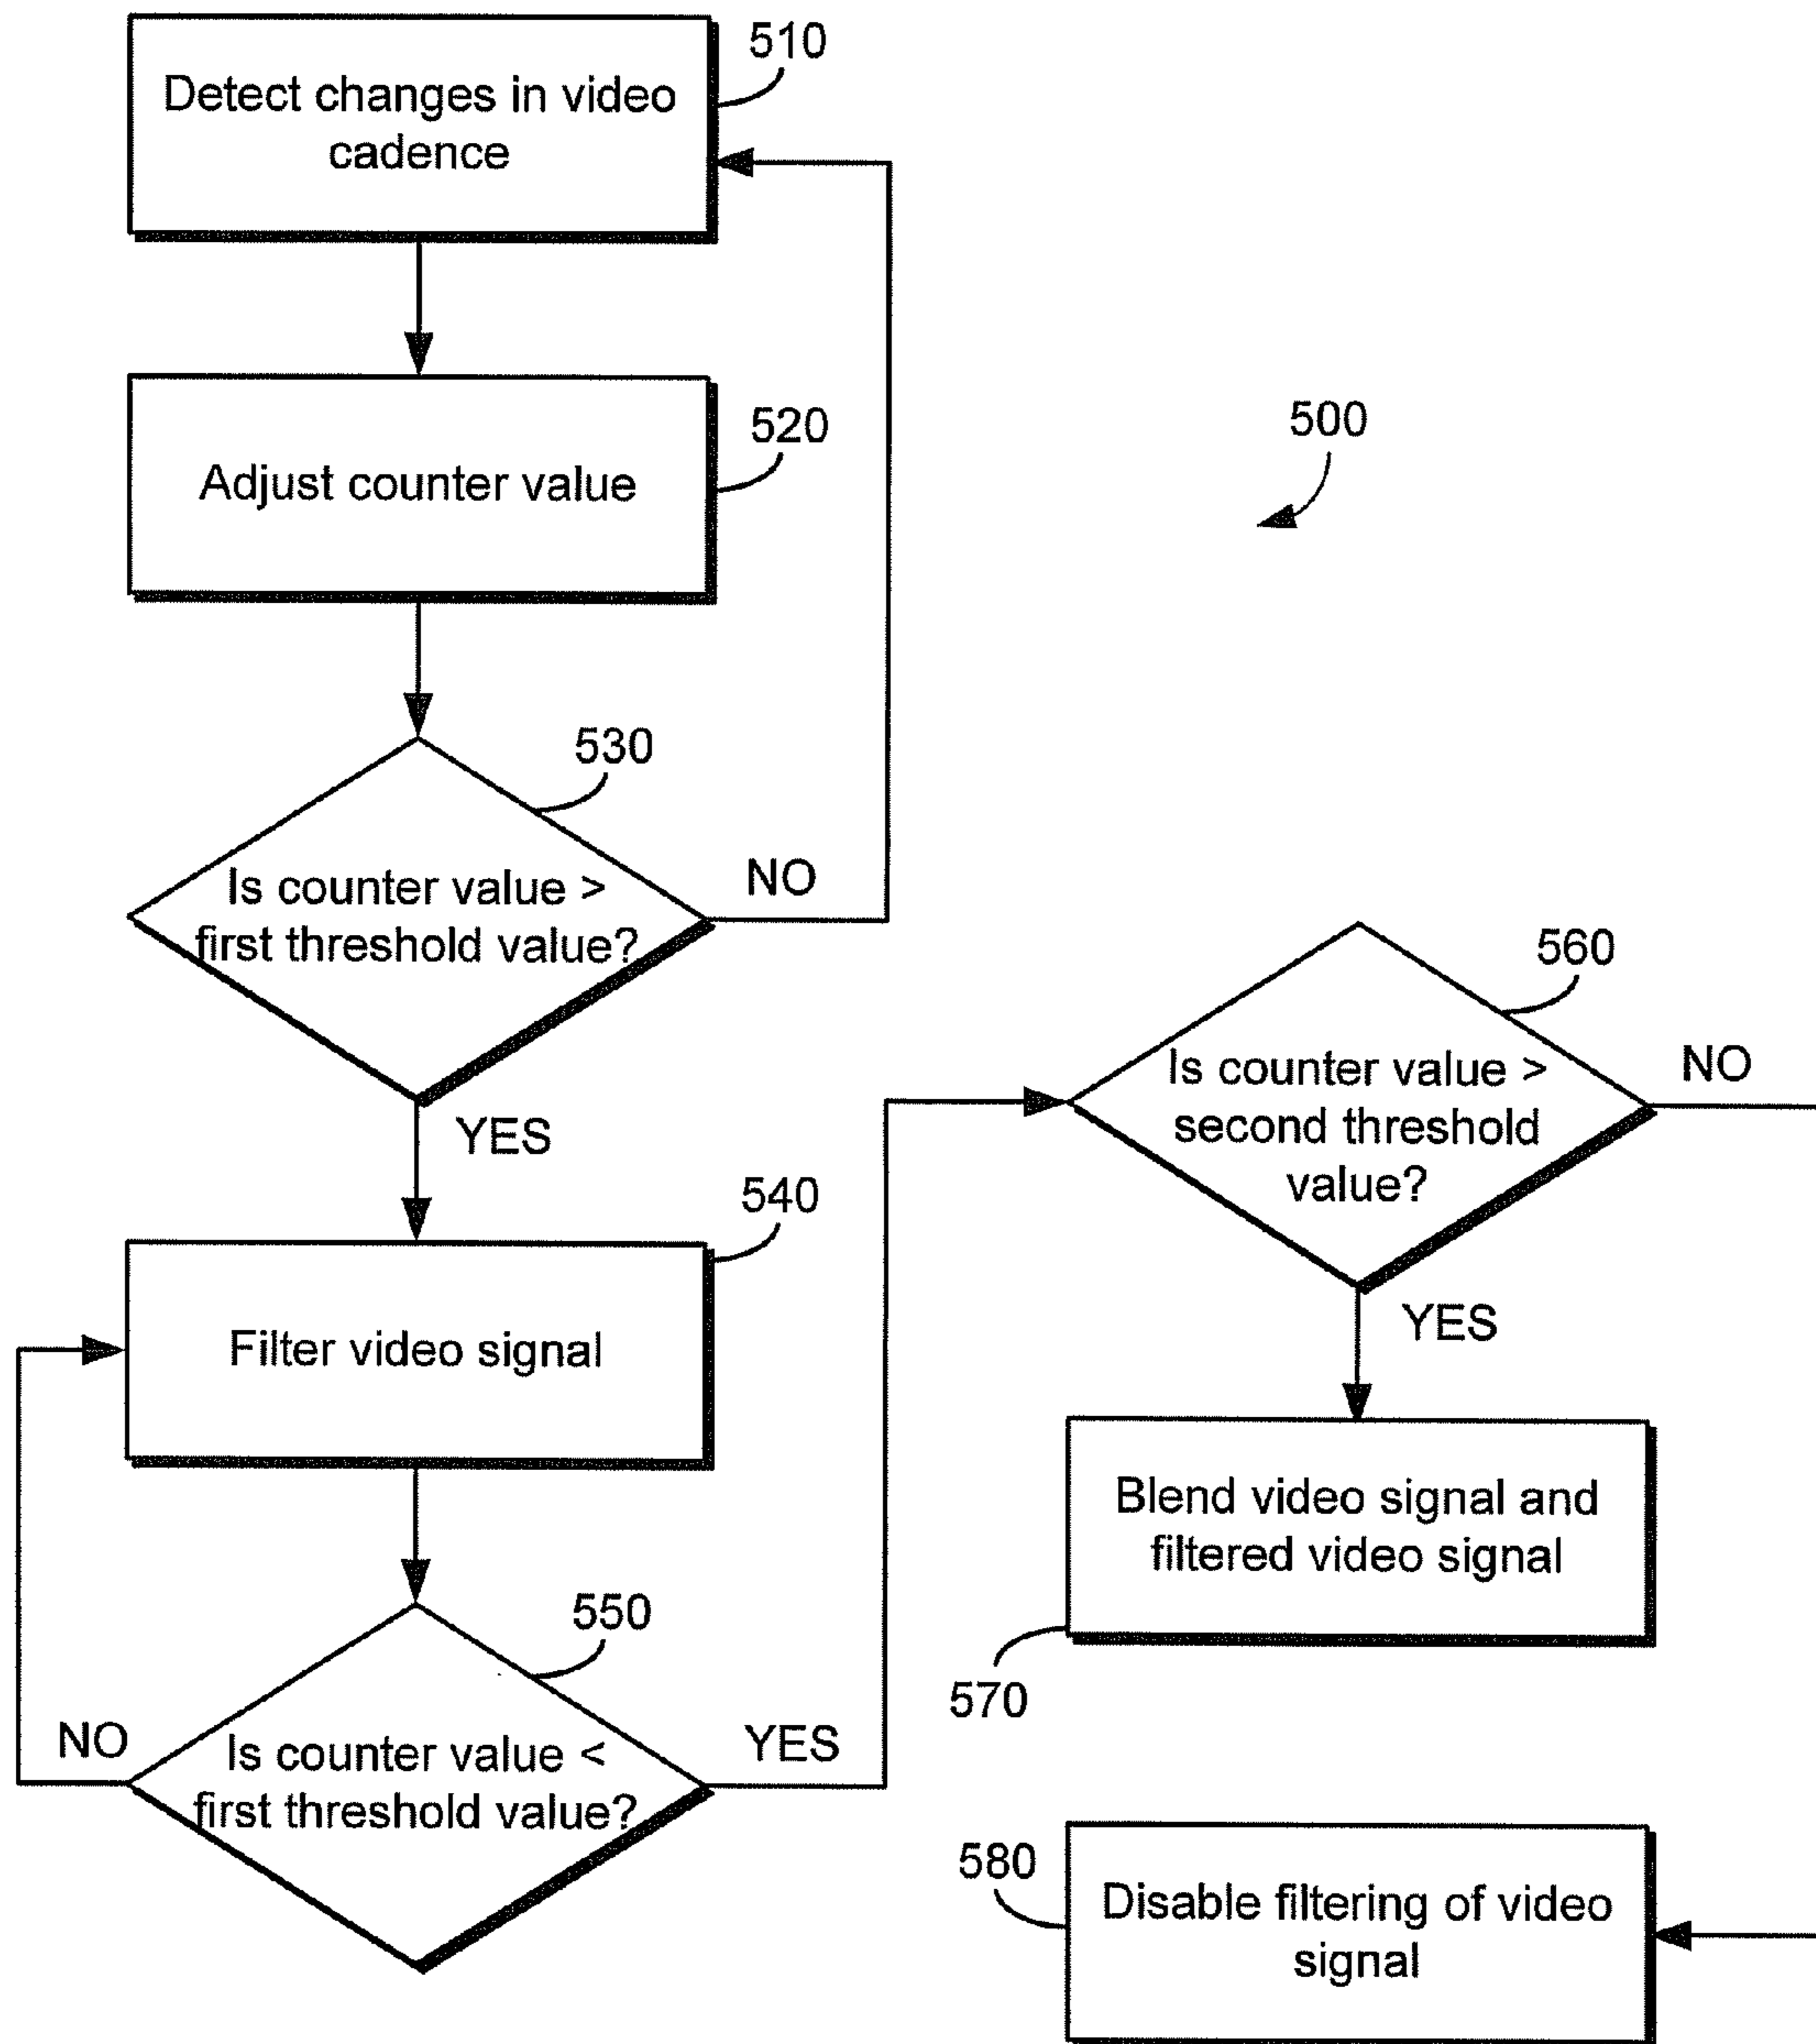 510
Detect changes in video
cadence
520
Adjust counter value
500
530
Is counter value >
first threshold value?
NO
YES
540
Filter video signal
550
Is counter value <
first threshold value?
NO
YES
560
Is counter value >
second threshold
value?
NO
YES
Blend video signal and
filtered video signal
570
580
Disable filtering of video
signal